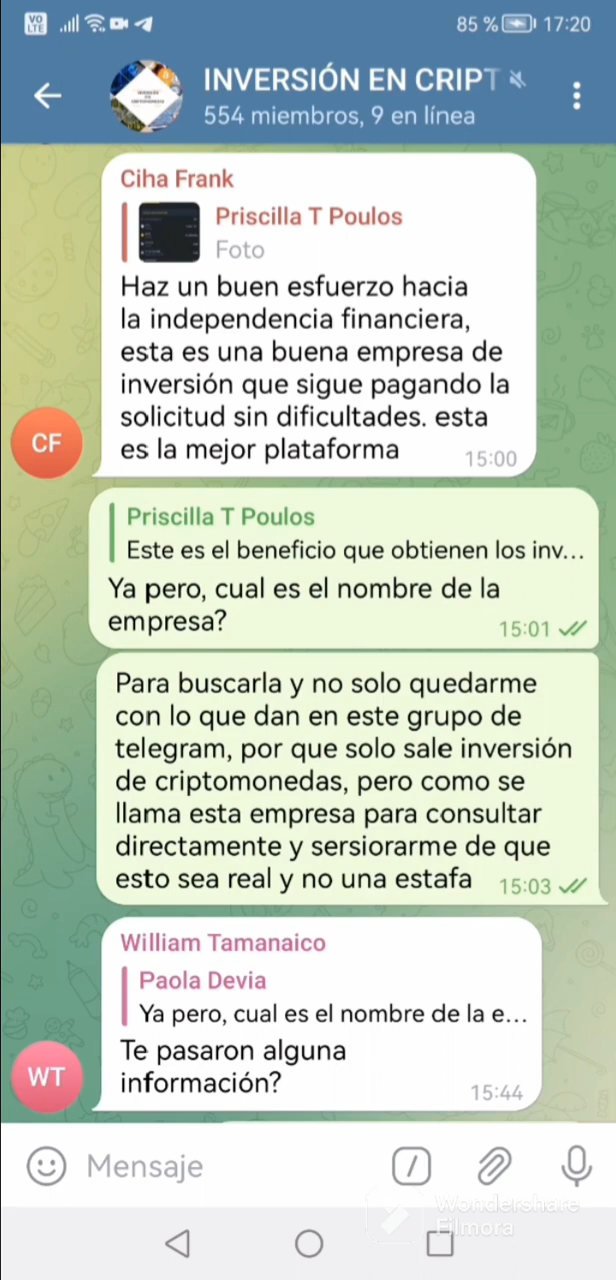 VO LTE 85 % 17:20
INVERSIÓN EN CRIPT
554 miembros, 9 en línea
Ciha Frank
Priscilla T Poulos
Foto
Haz un buen esfuerzo hacia
la independencia financiera,
esta es una buena empresa de
inversión que sigue pagando la
solicitud sin dificultades. esta
es la mejor plataforma
15:00
CF
Priscilla T Poulos
Este es el beneficio que obtienen los inv...
Ya pero, cual es el nombre de la
empresa?
15:01
Para buscarla y no solo quedarme
con lo que dan en este grupo de
telegram, por que solo sale inversión
de criptomonedas, pero como se
llama esta empresa para consultar
directamente y sersiorarme de que
esto sea real y no una estafa
15:03
William Tamanaico
Paola Devia
Ya pero, cual es el nombre de la e...
Te pasaron alguna
información?
15:44
WT
Mensaje
Wondershare
Filmora